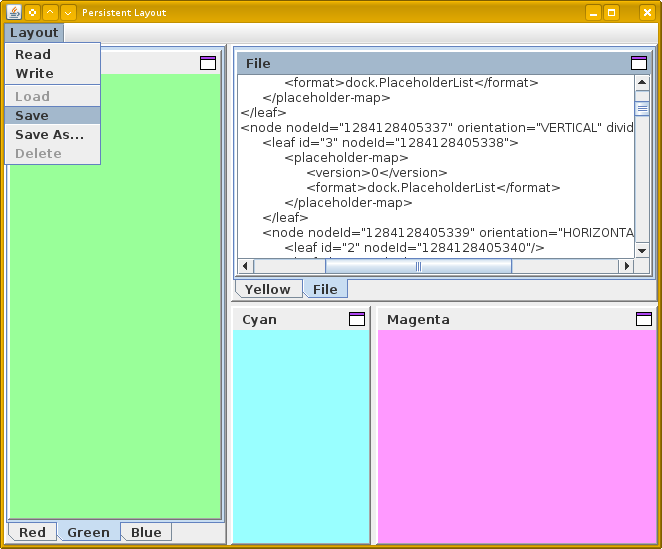 Persistent Layout
Layout
Read
Write
Load
Save
Save As...
Delete
File
<format>dock.PlaceholderList</format>
</placeholder-map>
</leaf>
<node nodeId="1284128405337" orientation="VERTICAL" divid
<leaf id="3" nodeId="1284128405338">
<placeholder-map>
<version>0</version>
<format>dock.PlaceholderList</format>
</placeholder-map>
</leaf>
<node nodeId="1284128405339" orientation="HORIZONTA
<leaf id="2" nodeId="1284128405340"/>
Yellow File
Cyan Magenta
Red Green Blue